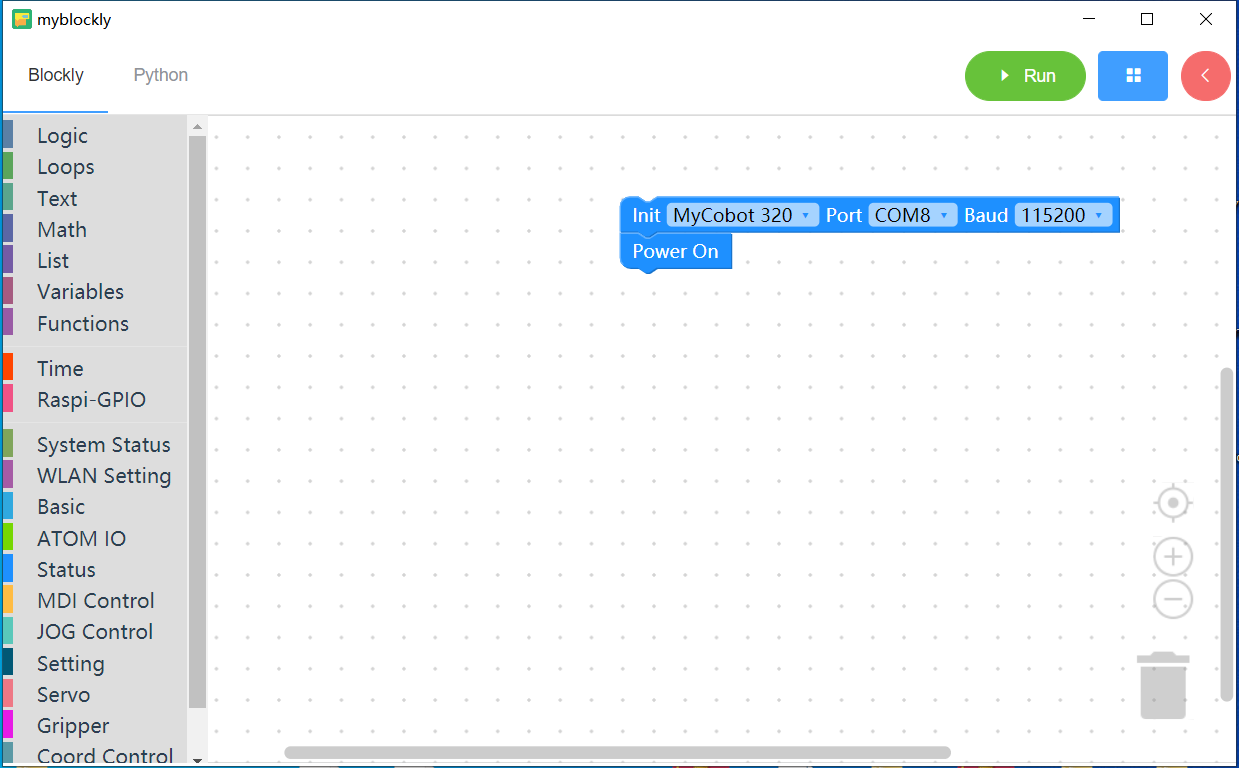 myblockly
Blockly Python Run
Logic
Loops
Text
Math
List
Variables
Functions
Time
Raspi-GPIO
System Status
WLAN Setting
Basic
ATOM IO
Status
MDI Control
JOG Control
Setting
Servo
Gripper
Coord Control
Init MyCobot 320 Port COM8 Baud 115200
Power On